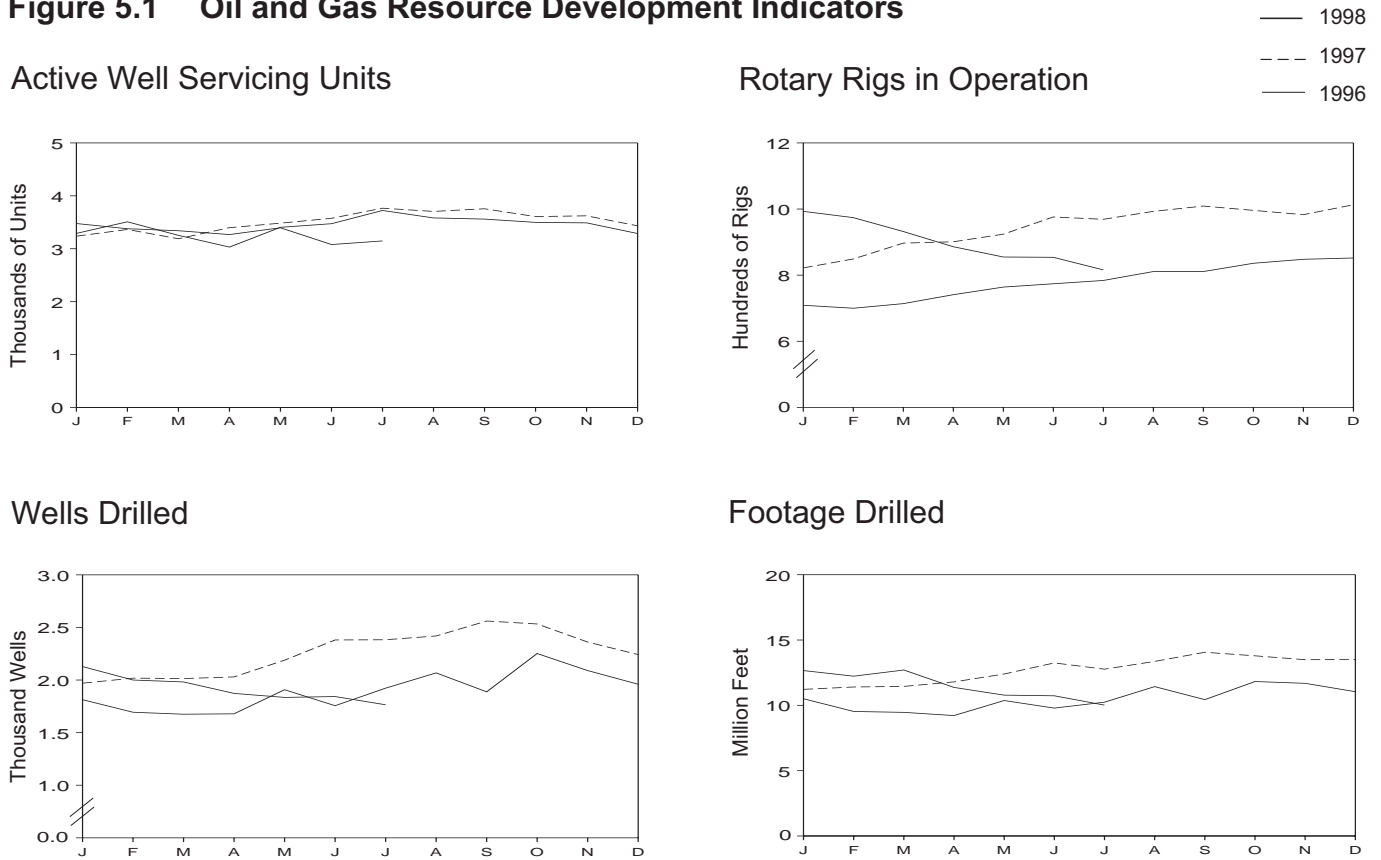 Figure 5.1 Oil and Gas Resource Development Indicators
1998
1997
1996
Active Well Servicing Units
Thousands of Units
5
4
3
2
1
0
J F M A M J J A S O N D
Rotary Rigs in Operation
Hundreds of Rigs
12
10
8
6
0
J F M A M J J A S O N D
Wells Drilled
Thousand Wells
3.0
2.5
2.0
1.5
1.0
0.0
J F M A M J J A S O N D
Footage Drilled
Million Feet
20
15
10
5
0
J F M A M J J A S O N D